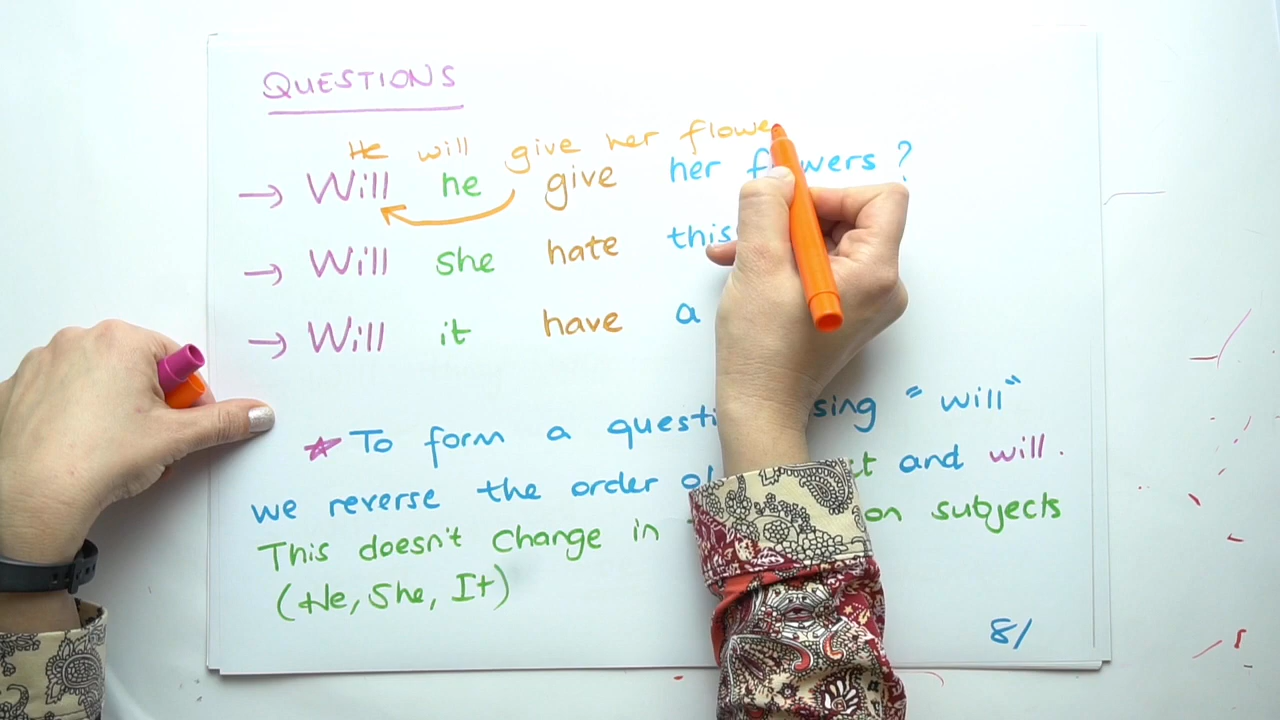 QUESTIONS
He will give her flowe
→ Will he give her flowers ?
→ Will she hate this
→ Will it have a
* To form a questi sing "will"
we reverse the order and will.
This doesn't change in on subjects
(He, She, It)
8/